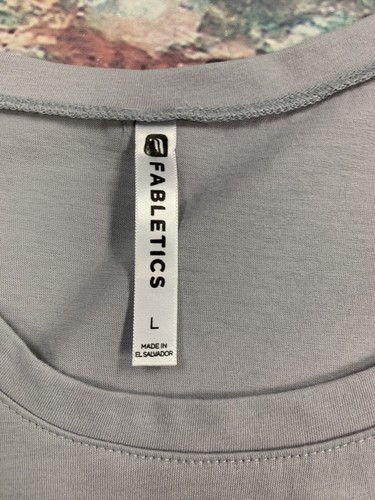 FABLETICS
L
MADE IN
EL SALVADOR